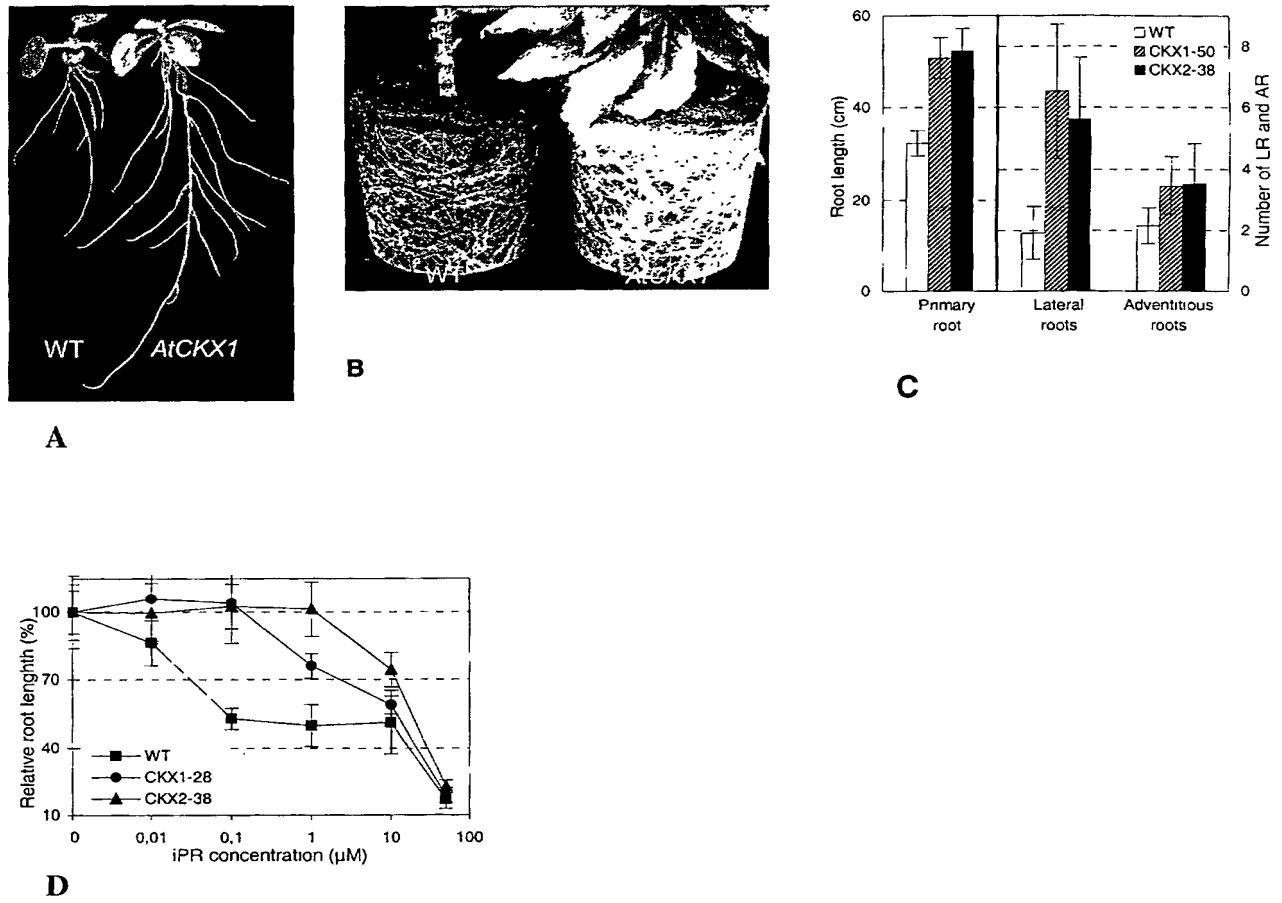 WT AtCKX1
A
WT AtCKX1
B
60
40
20
0
Root length (cm)
WT
CKX1-50
CKX2-38
8
6
4
2
0
Number of LR and AR
Primary root
Lateral roots
Adventitious roots
C
Relative root lenghth (%)
100
70
40
10
WT
CKX1-28
CKX2-38
0 0,01 0,1 1 10 100
iPR concentration (µM)
D